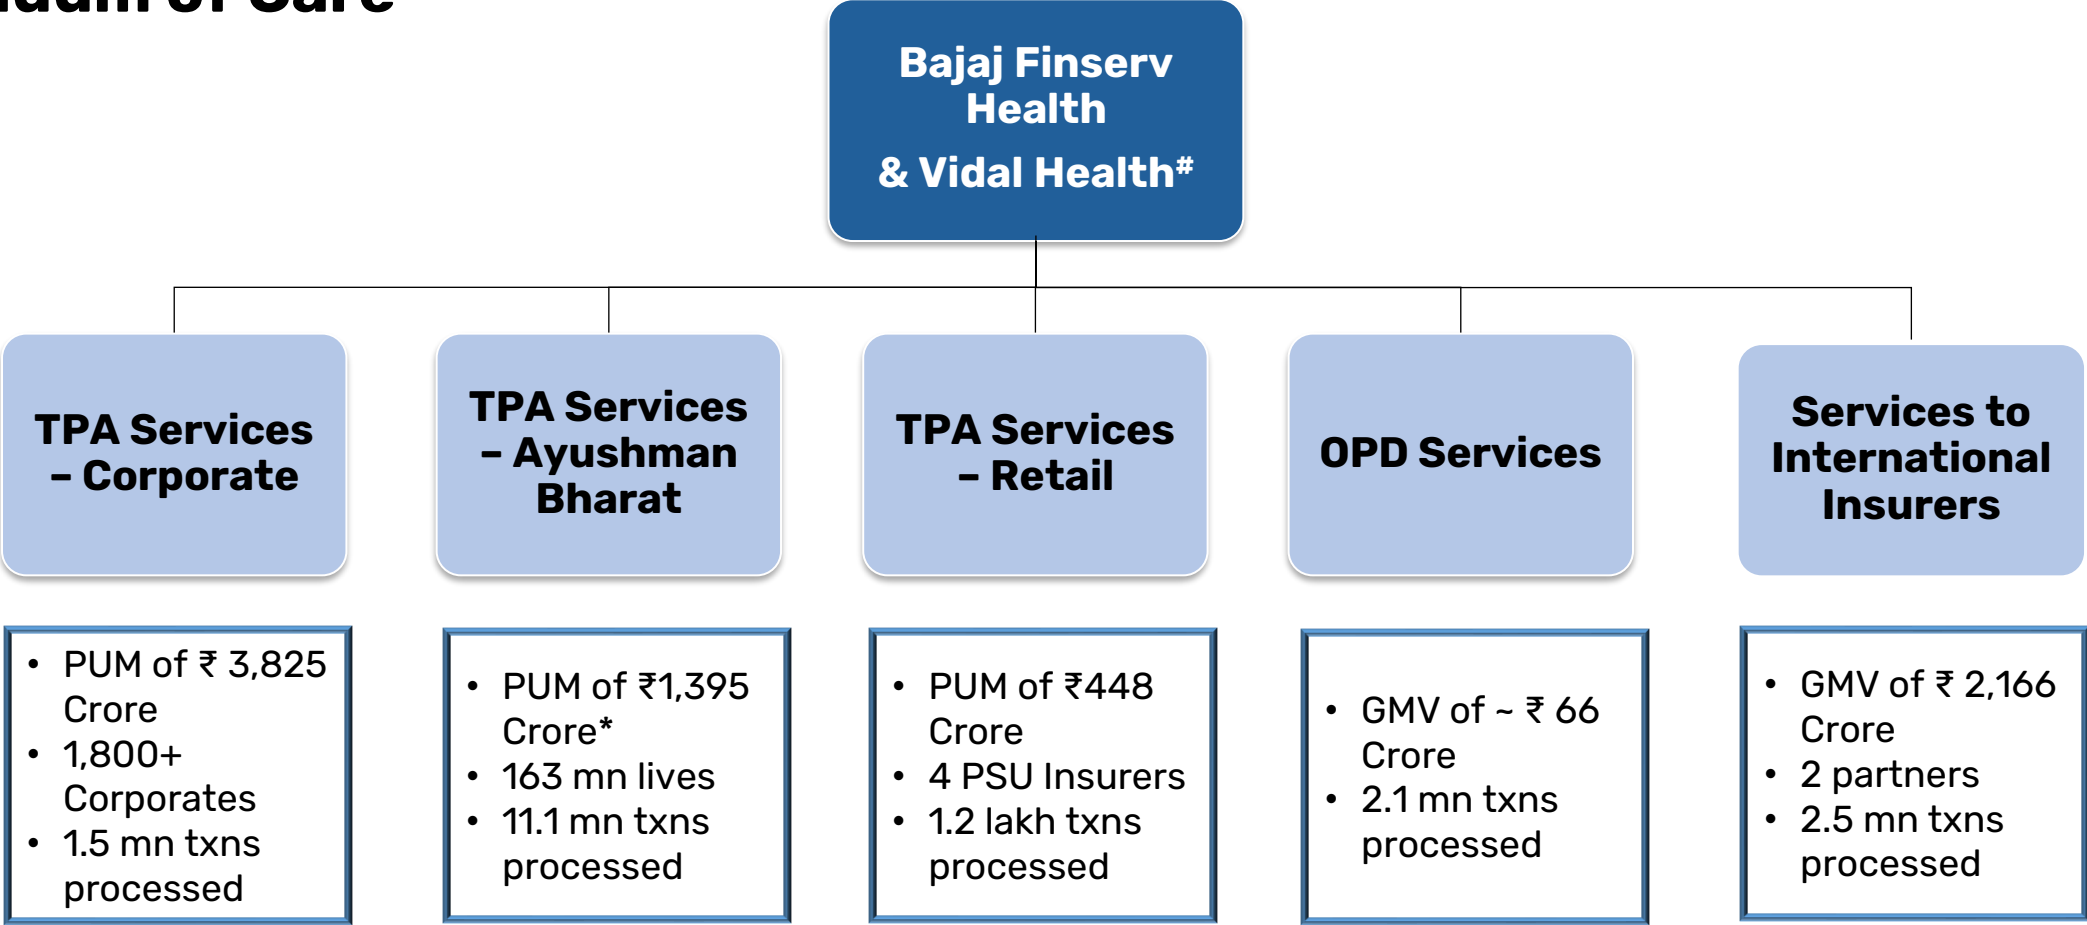 of Care
Bajaj Finserv
Health
& Vidal Health#
TPA Services
– Corporate
TPA Services
– Ayushman
Bharat
TPA Services
– Retail
OPD Services
Services to
International
Insurers
• PUM of ₹ 3,825
Crore
• 1,800+
Corporates
• 1.5 mn txns
processed
• PUM of ₹1,395
Crore*
• 163 mn lives
• 11.1 mn txns
processed
• PUM of ₹448
Crore
• 4 PSU Insurers
• 1.2 lakh txns
processed
• GMV of ~ ₹ 66
Crore
• 2.1 mn txns
processed
• GMV of ₹ 2,166
Crore
• 2 partners
• 2.5 mn txns
processed